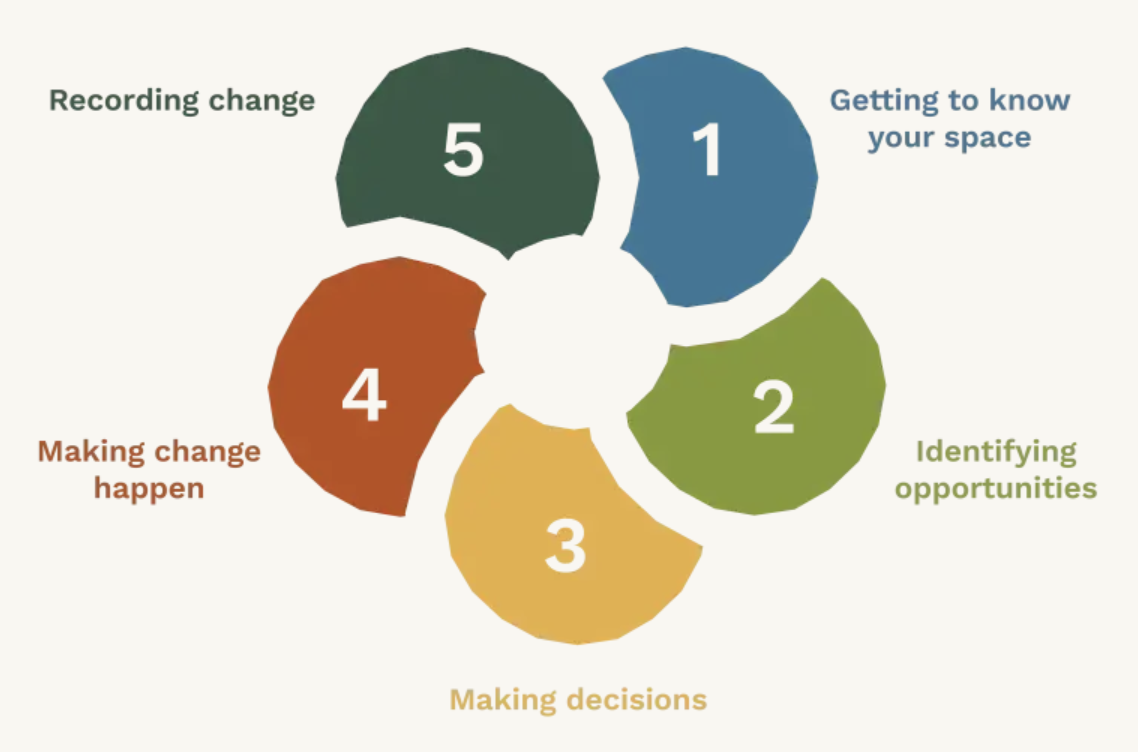 1
Getting to know
your space
2
Identifying
opportunities
3
Making decisions
4
Making change
happen
5
Recording change